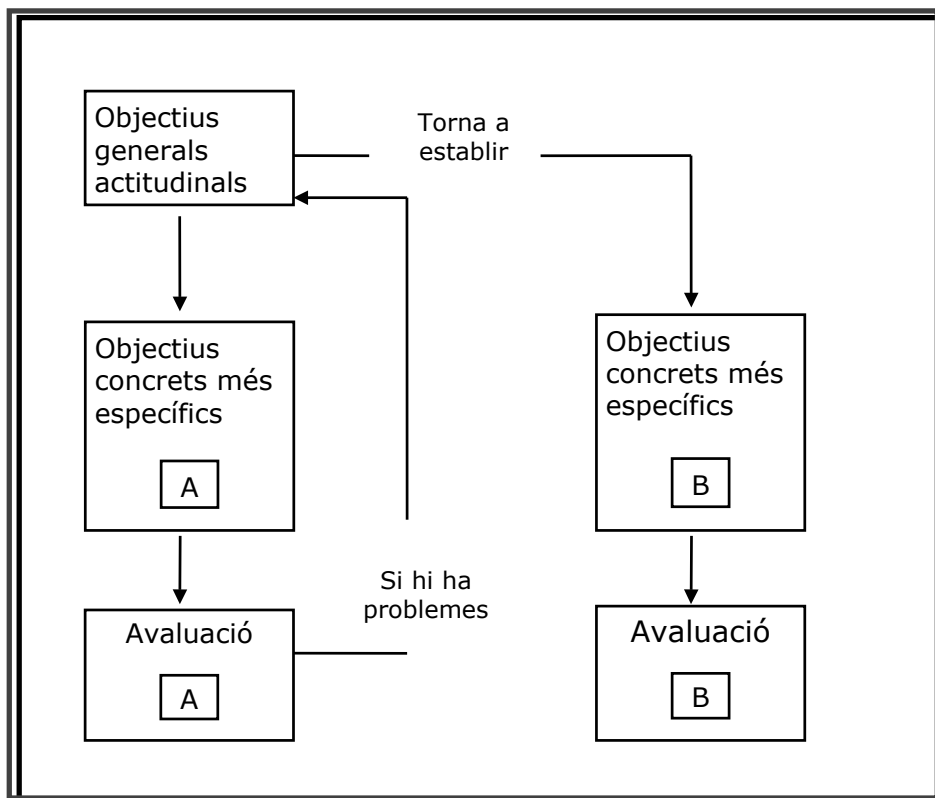 Objectius
generals
actitudinals
Torna a
establir
Objectius
concrets més
específics
A
Objectius
concrets més
específics
B
Si hi ha
problemes
Avaluació
A
Avaluació
B